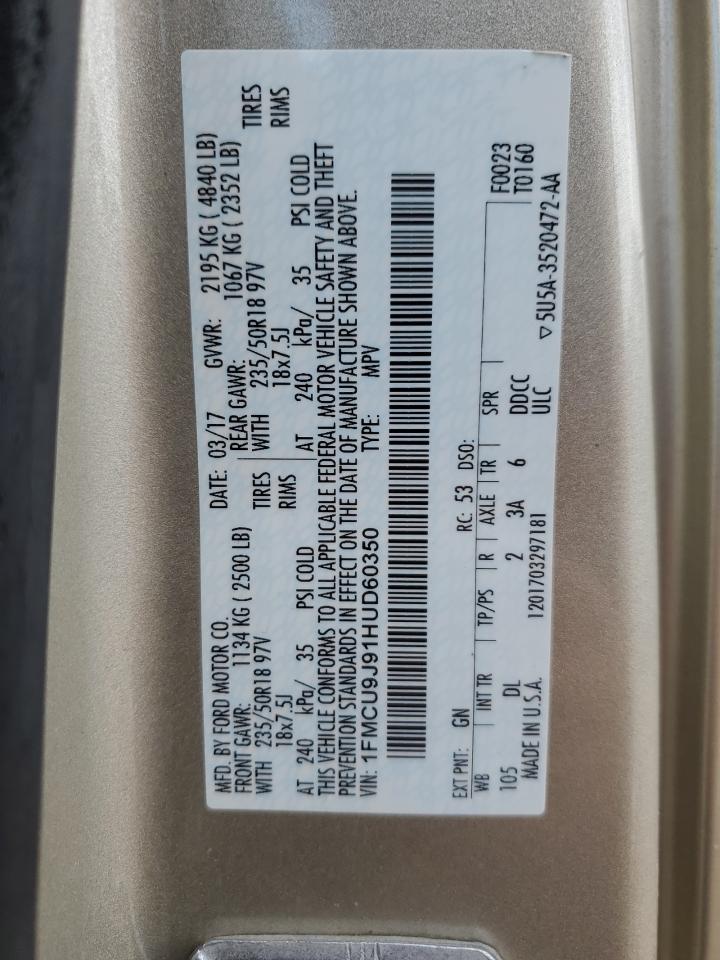 MFD. BY FORD MOTOR CO.
DATE: 03/17 GVWR: 2195 KG ( 4840 LB)
FRONT GAWR: 1134 KG ( 2500 LB) REAR GAWR: 1067 KG ( 2352 LB)
WITH 235/50R18 97V TIRES WITH 235/50R18 97V TIRES
18x7.5J RIMS 18x7.5J RIMS
AT 240 kPa/ 35 PSI COLD AT 240 kPa/ 35 PSI COLD
THIS VEHICLE CONFORMS TO ALL APPLICABLE FEDERAL MOTOR VEHICLE SAFETY AND THEFT
PREVENTION STANDARDS IN EFFECT ON THE DATE OF MANUFACTURE SHOWN ABOVE.
VIN: 1FMCU9J91HUD60350 TYPE: MPV
EXT PNT: GN RC: 53 DSO: F0023
WB INT TR TP/PS R AXLE TR SPR T0160
105 DL 2 3A 6 DDCC
MADE IN U.S.A. 1201703297181 ULC ▽5U5A-3520472-AA